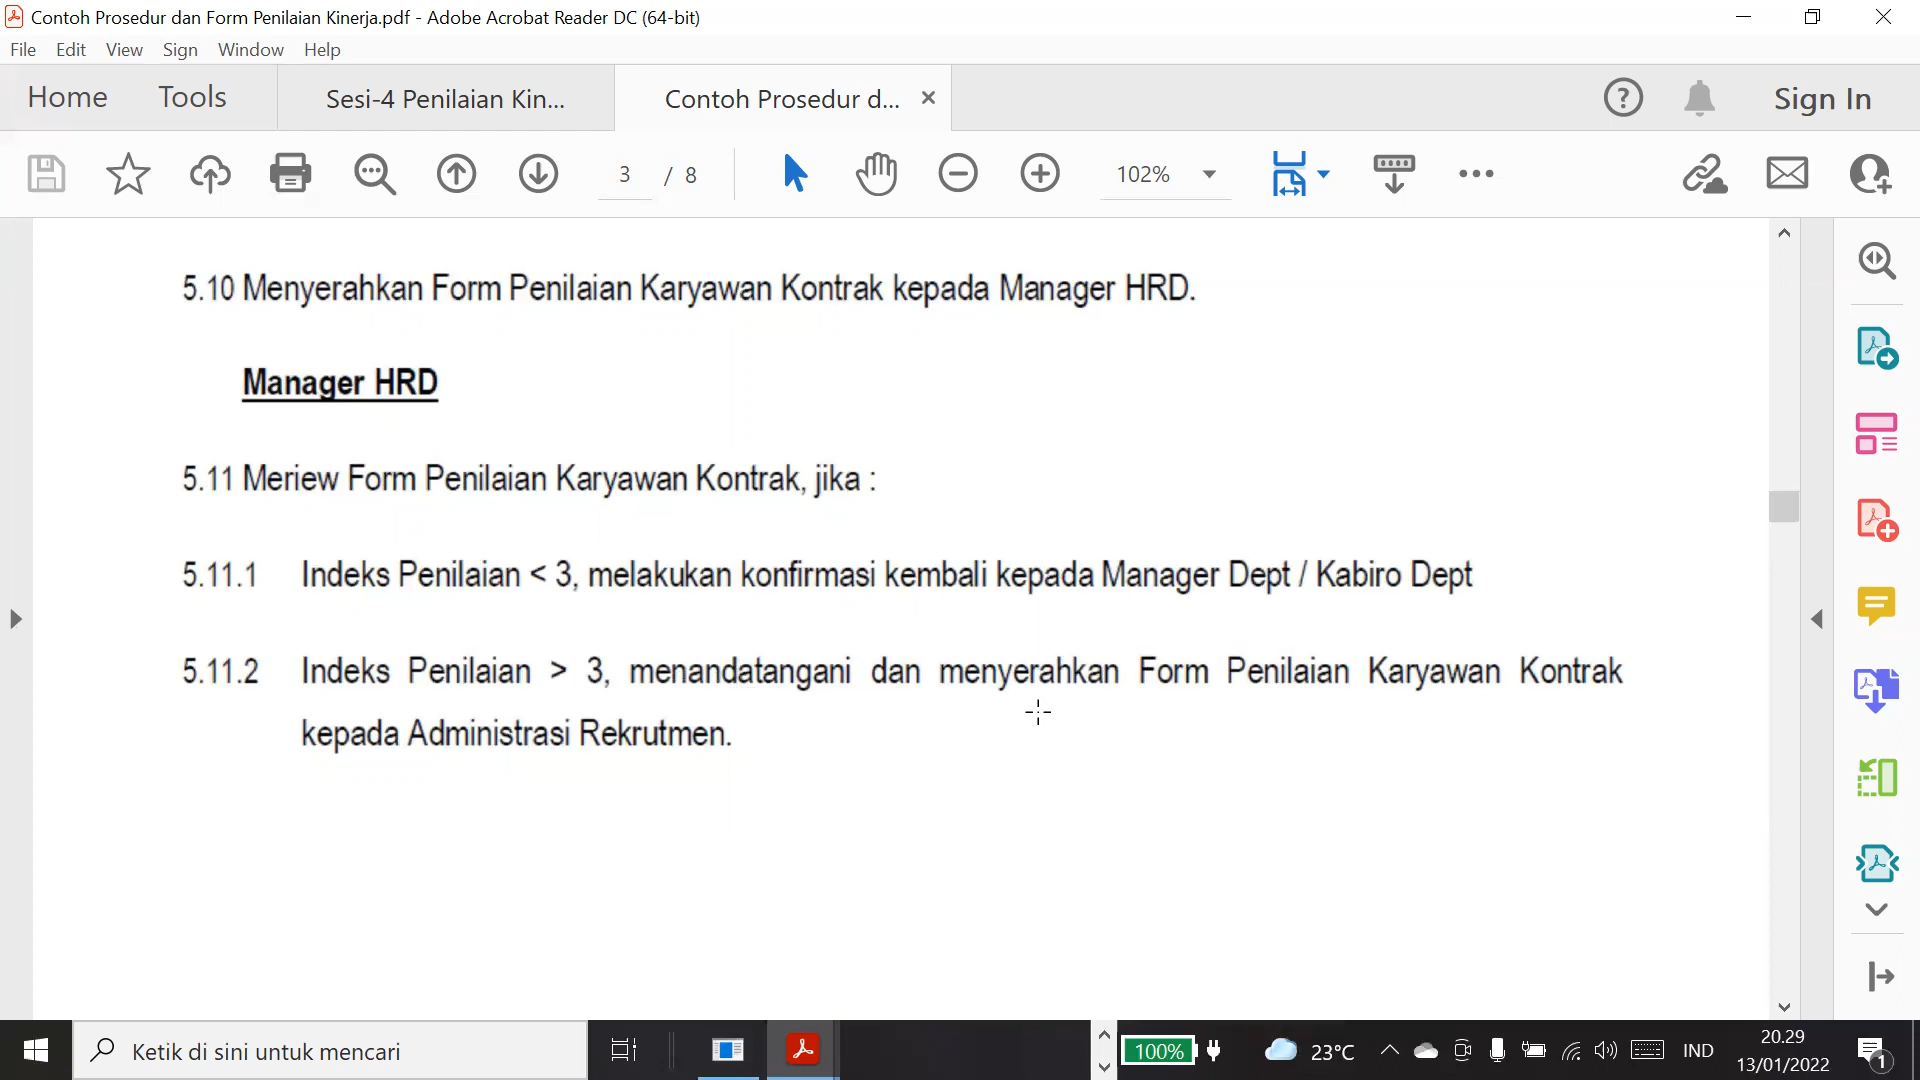 Contoh Prosedur dan Form Penilaian Kinerja.pdf - Adobe Acrobat Reader DC (64-bit)
File Edit View Sign Window Help
Home Tools Sesi-4 Penilaian Kin... Contoh Prosedur d... Sign In
3 / 8 102%
5.10 Menyerahkan Form Penilaian Karyawan Kontrak kepada Manager HRD.
Manager HRD
5.11 Meriew Form Penilaian Karyawan Kontrak, jika :
5.11.1 Indeks Penilaian < 3, melakukan konfirmasi kembali kepada Manager Dept / Kabiro Dept
5.11.2 Indeks Penilaian > 3, menandatangani dan menyerahkan Form Penilaian Karyawan Kontrak
kepada Administrasi Rekrutmen.
Ketik di sini untuk mencari
100% 23°C IND
20.29
13/01/2022
1